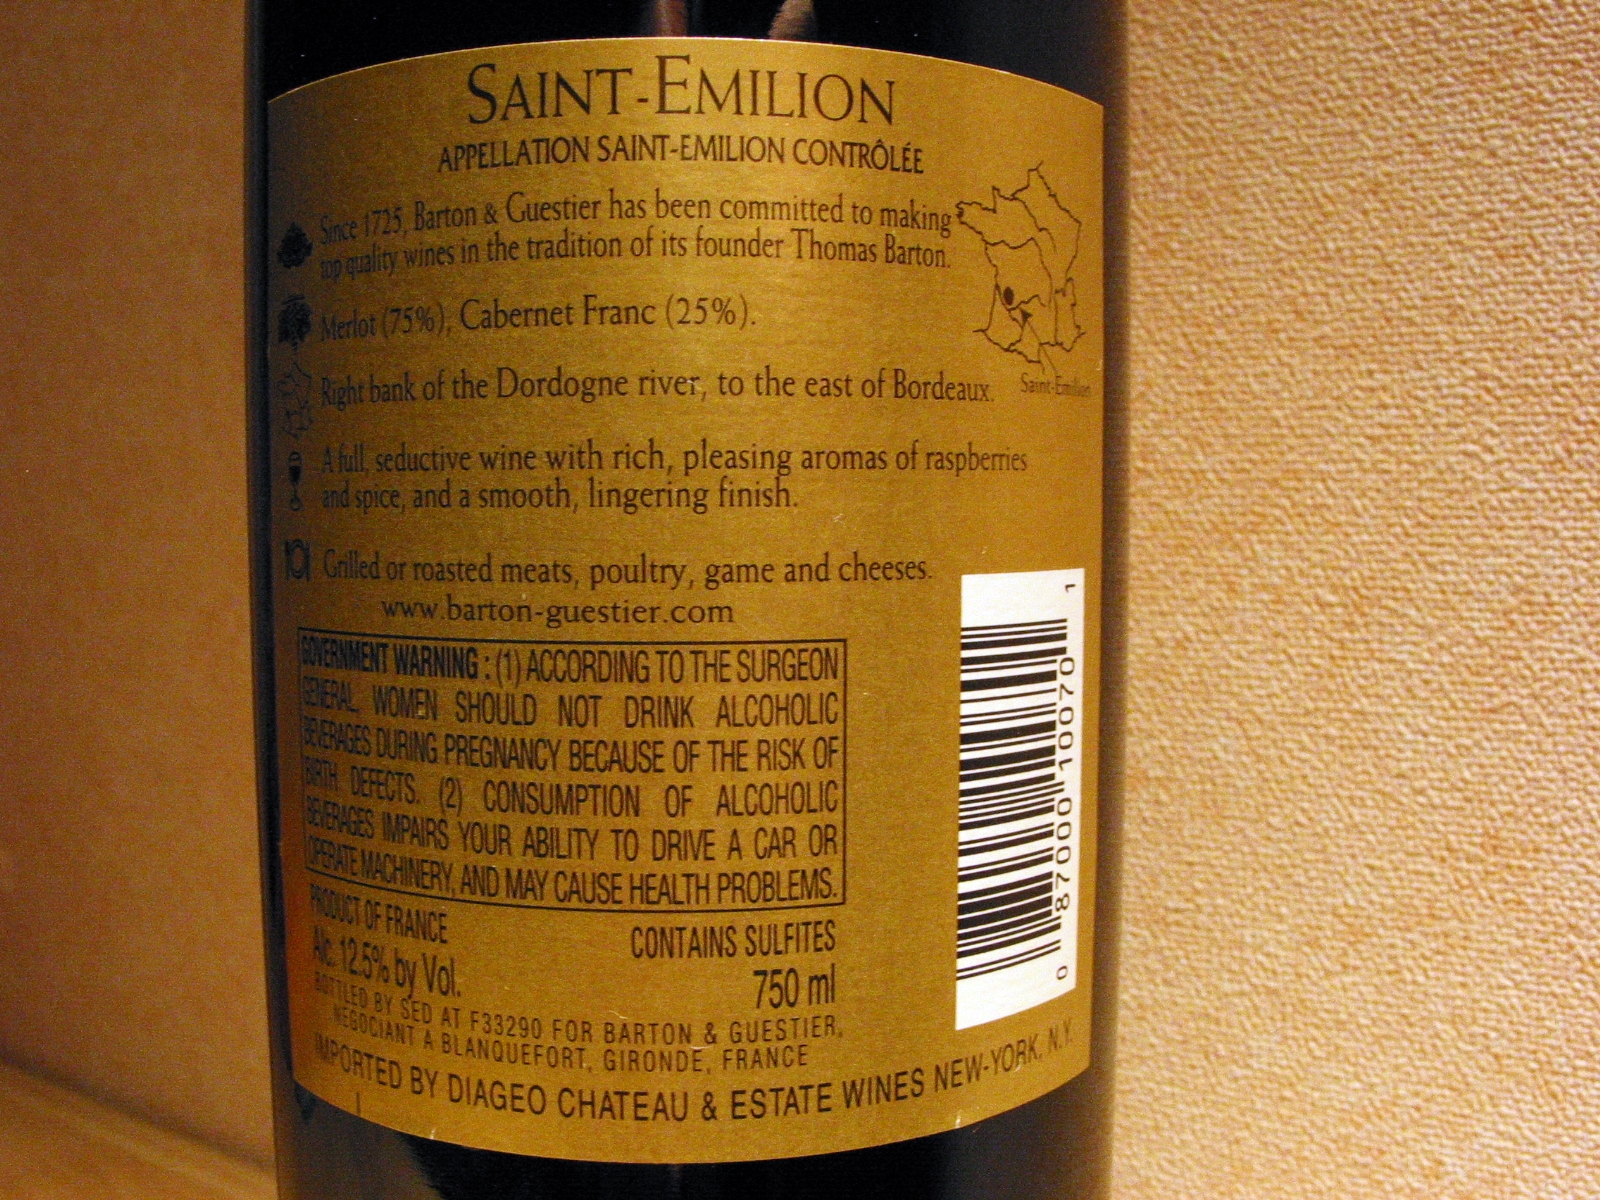 SAINT-EMILION
APPELLATION SAINT-EMILION CONTRÔLÉE
Since 1725, Barton & Guestier has been committed to making
top quality wines in the tradition of its founder Thomas Barton.
Merlot (75%), Cabernet Franc (25%).
Right bank of the Dordogne river, to the east of Bordeaux.
Saint-Emilion
A full, seductive wine with rich, pleasing aromas of raspberries
and spice, and a smooth, lingering finish.
Grilled or roasted meats, poultry, game and cheeses.
www.barton-guestier.com
GOVERNMENT WARNING : (1) ACCORDING TO THE SURGEON
GENERAL, WOMEN SHOULD NOT DRINK ALCOHOLIC
BEVERAGES DURING PREGNANCY BECAUSE OF THE RISK OF
BIRTH DEFECTS. (2) CONSUMPTION OF ALCOHOLIC
BEVERAGES IMPAIRS YOUR ABILITY TO DRIVE A CAR OR
OPERATE MACHINERY, AND MAY CAUSE HEALTH PROBLEMS.
PRODUCT OF FRANCE
CONTAINS SULFITES
Alc. 12.5% by Vol.
750 ml
BOTTLED BY SED AT F33290 FOR BARTON & GUESTIER,
NEGOCIANT A BLANQUEFORT, GIRONDE, FRANCE
IMPORTED BY DIAGEO CHATEAU & ESTATE WINES NEW-YORK, N.Y.
0 87000 10070 1